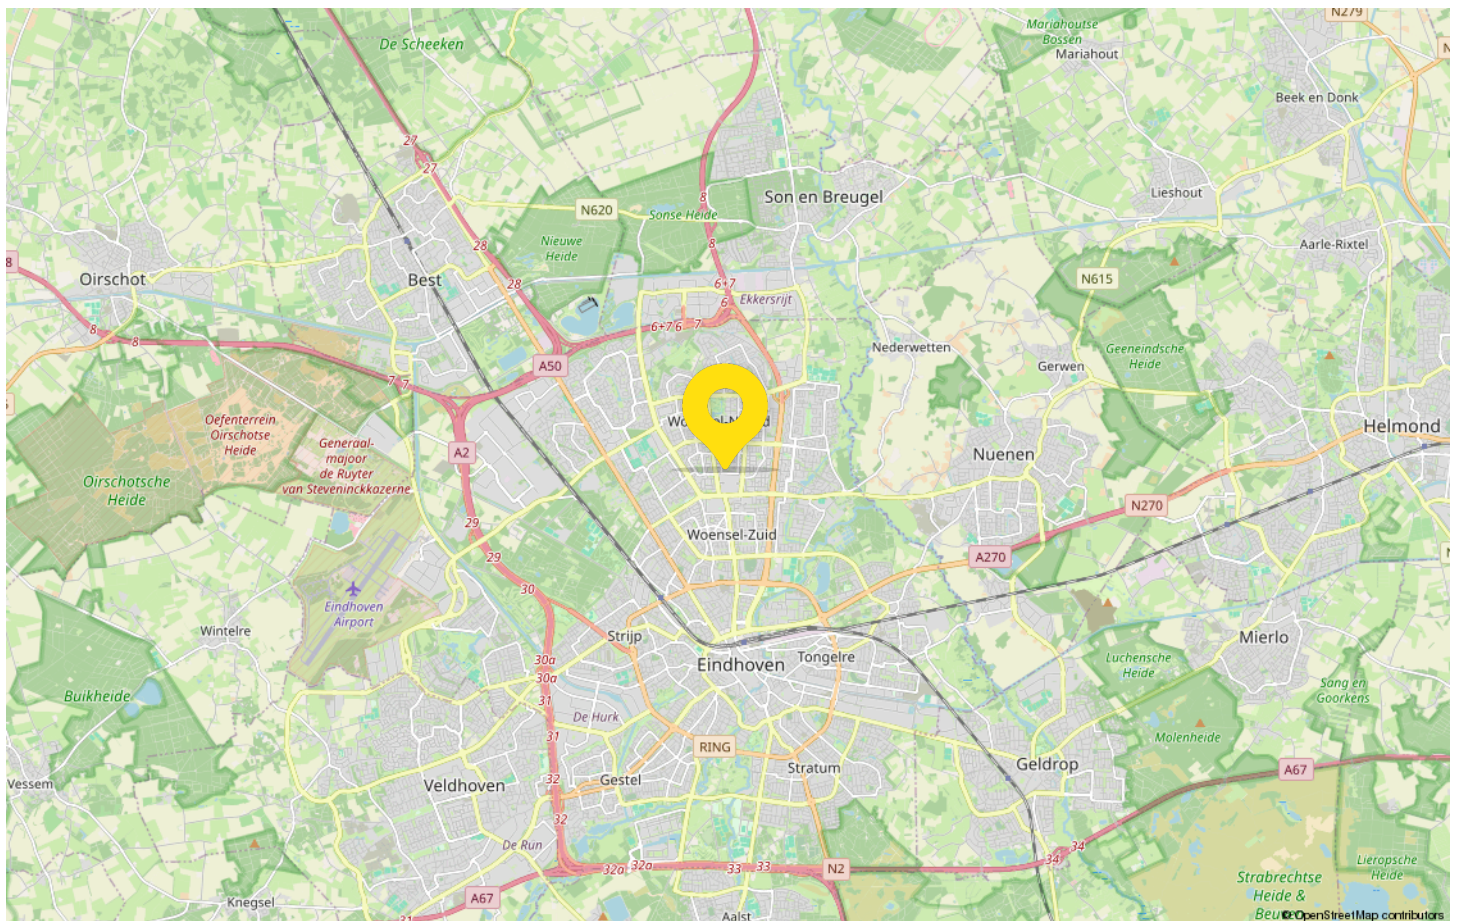 N279
Mariahoutse
Bossen
Mariahout
De Scheeken
Beek en Donk
27
27
8
Son en Breugel
Lieshout
N620
Sonse Heide
Nieuwe
Heide
28
8
Aarle-Rixtel
8
Oirschot
Best
28
6+7
6
Ekkersrijt
N615
8
8
6+7
6
7
Nederwetten
Geeneindsche
Heide
A50
Gerwen
7
7
Oefenterrein
Oirschotse
Heide
Generaal-
majoor
de Ruyter
van Steveninckkazerne
A2
Nuenen
Helmond
Oirschotsche
Heide
N270
29
Woensel-Zuid
29
A270
30
Eindhoven
Airport
Wintelre
Strijp
Mierlo
30a
30a
Eindhoven
Tongelre
Luchensche
Heide
Buikheide
31
De Hurk
Sang en
Goorkens
31
RING
Molenheide
Vessem
Veldhoven
32
Gestel
Stratum
Geldrop
A67
32
De Run
34
34
32a
32a
33
33
N2
Lieropsche
Heide
A67
Knegsel
31
Aalst
Strabrechtse
Heide &
© OpenStreetMap contributors